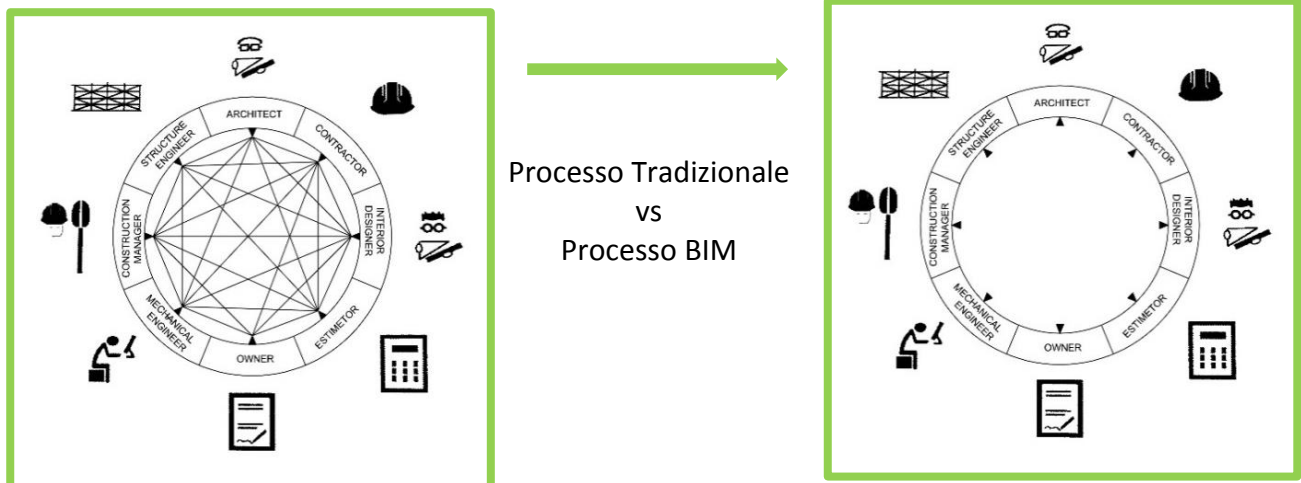 ARCHITECT
CONTRACTOR
INTERIOR
DESIGNER
ESTIMETOR
OWNER
MECHANICAL
ENGINEER
CONSTRUCTION
MANAGER
STRUCTURE
ENGINEER
Processo Tradizionale
vs
Processo BIM
ARCHITECT
CONTRACTOR
INTERIOR
DESIGNER
ESTIMETOR
OWNER
MECHANICAL
ENGINEER
CONSTRUCTION
MANAGER
STRUCTURE
ENGINEER